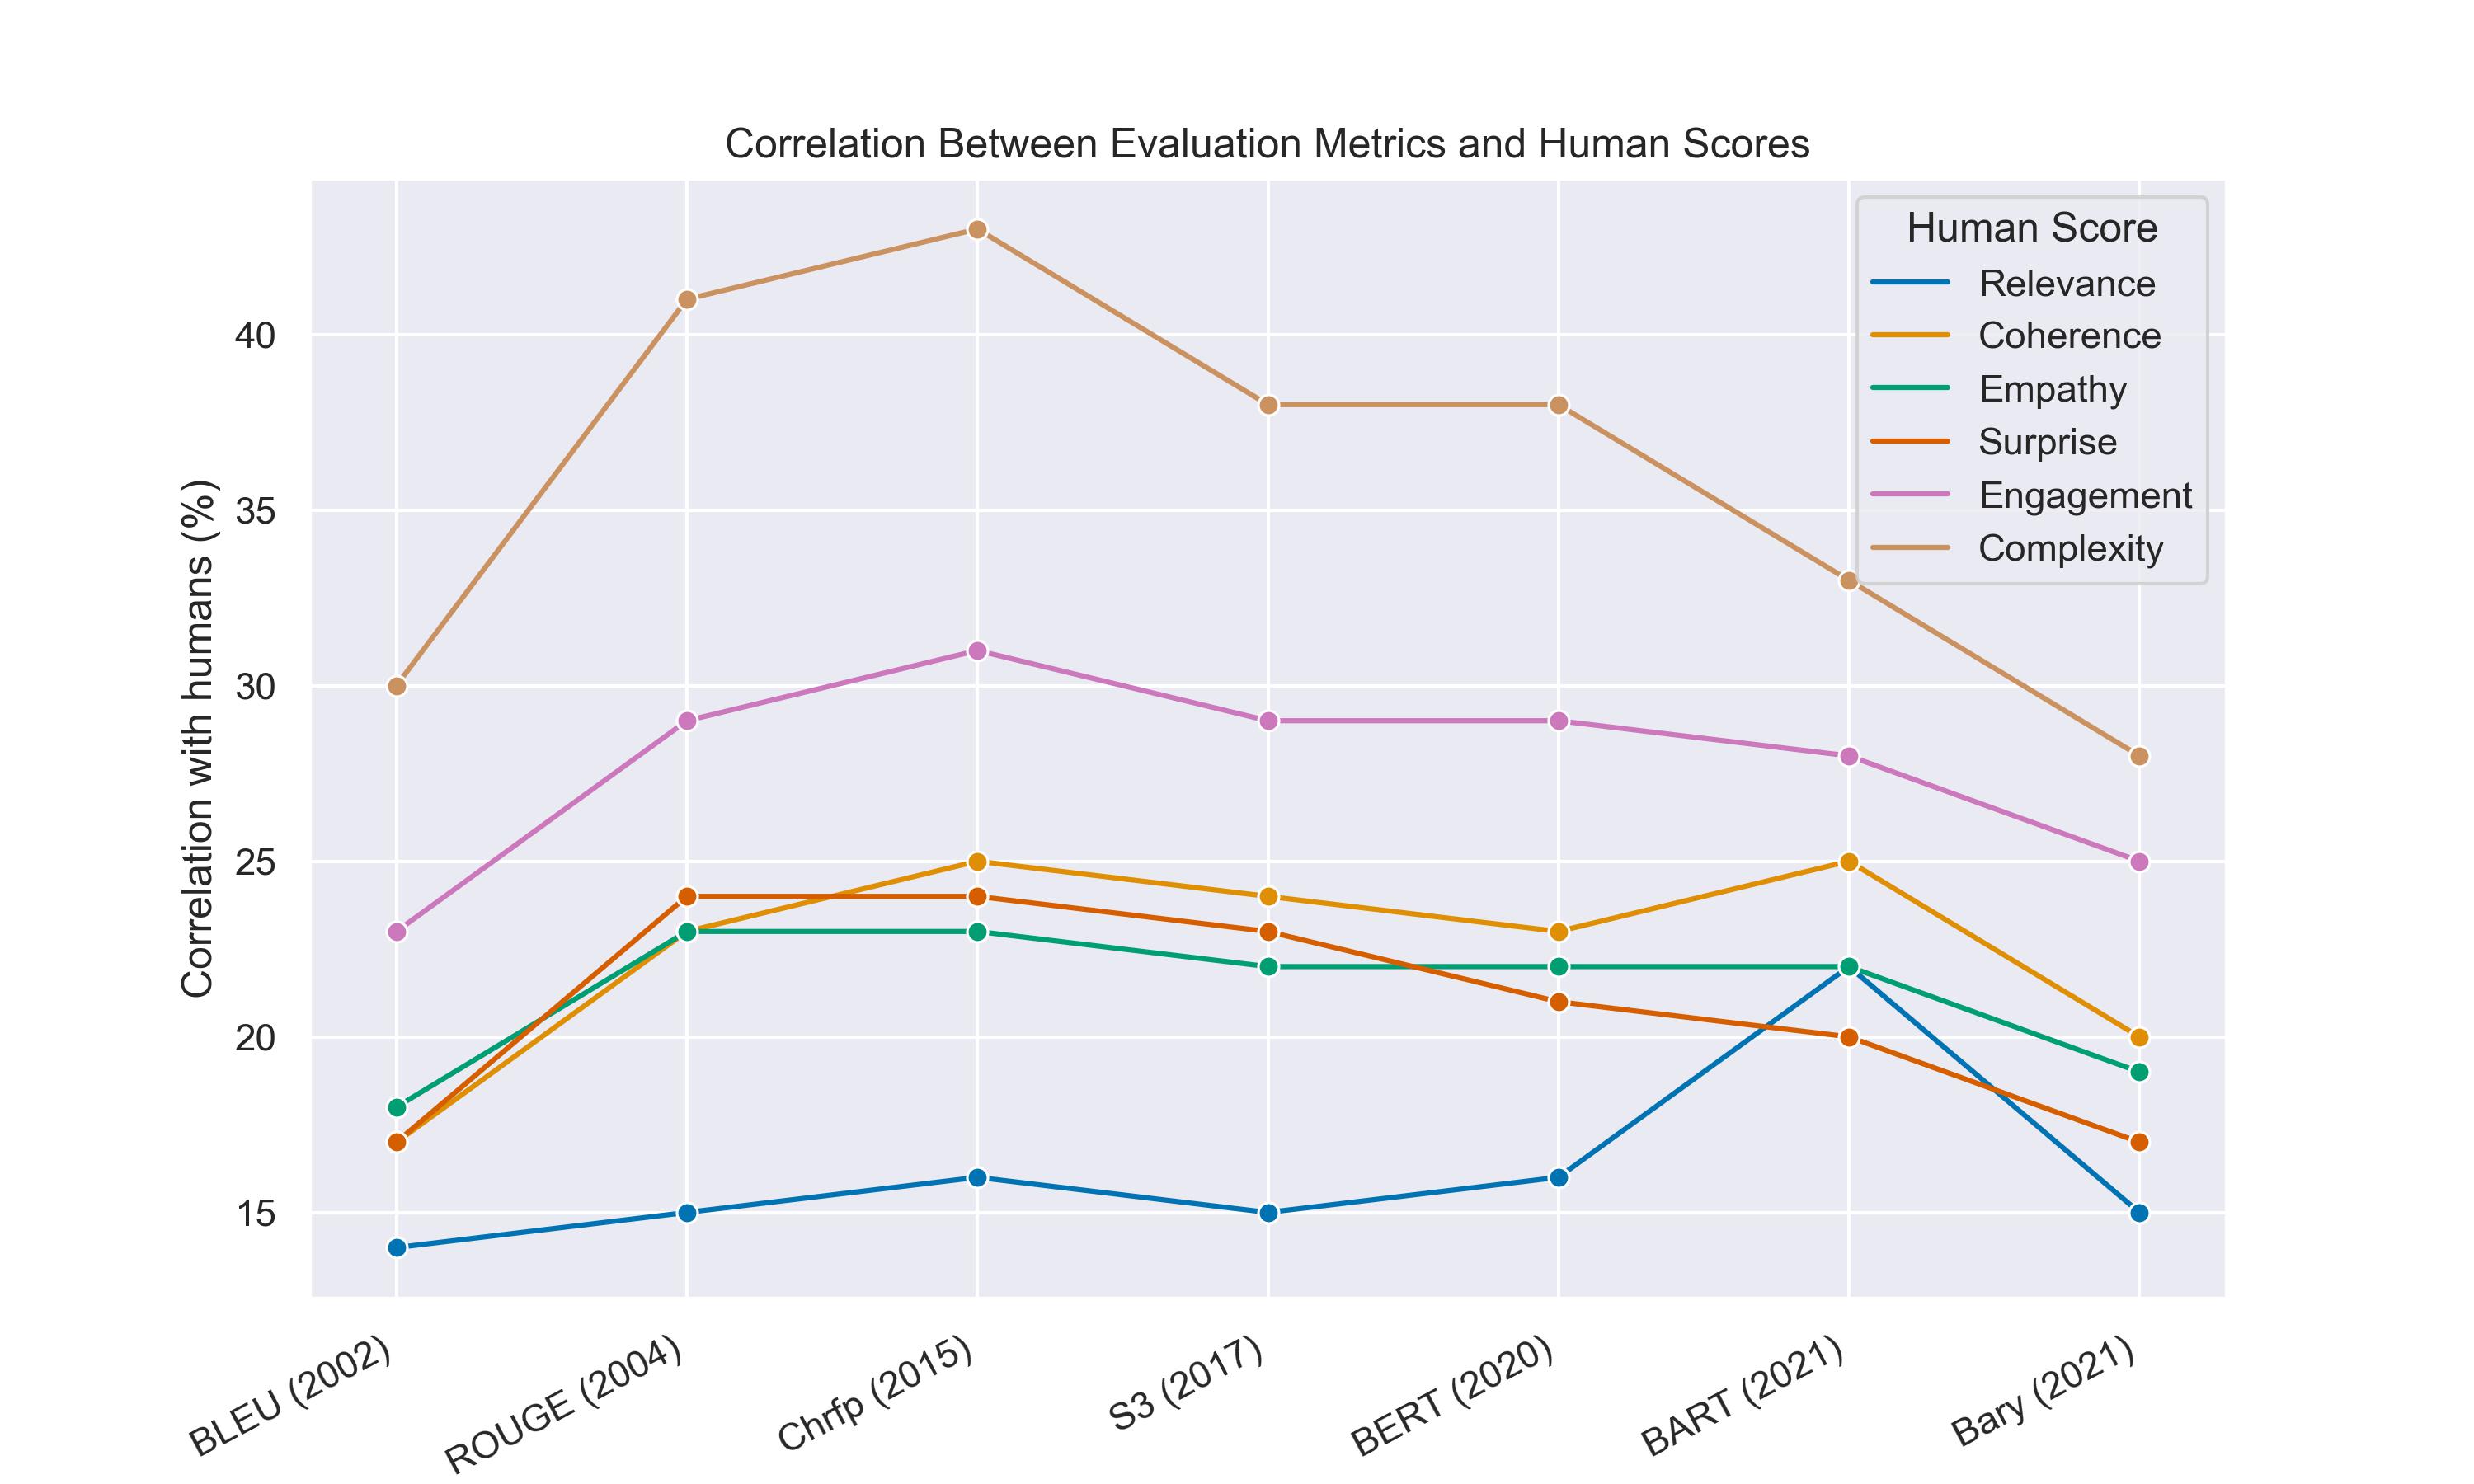 Correlation Between Evaluation Metrics and Human Scores
Human Score
Relevance
Coherence
Empathy
Surprise
Engagement
Complexity
Correlation with humans (%)
40
35
30
25
20
15
BLEU (2002)
ROUGE (2004)
Chrfp (2015)
S3 (2017)
BERT (2020)
BART (2021)
Bary (2021)